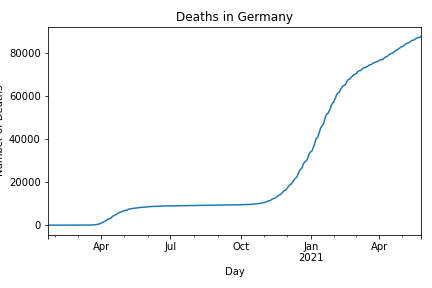 Deaths in Germany
Number of Deaths
80000
60000
40000
20000
0
Apr Jul Oct Jan Apr
2021
Day